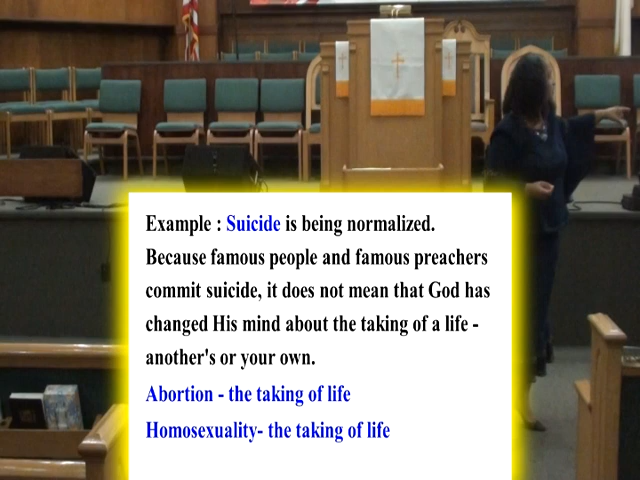 Example : Suicide is being normalized.
Because famous people and famous preachers
commit suicide, it does not mean that God has
changed His mind about the taking of a life -
another's or your own.
Abortion - the taking of life
Homosexuality- the taking of life